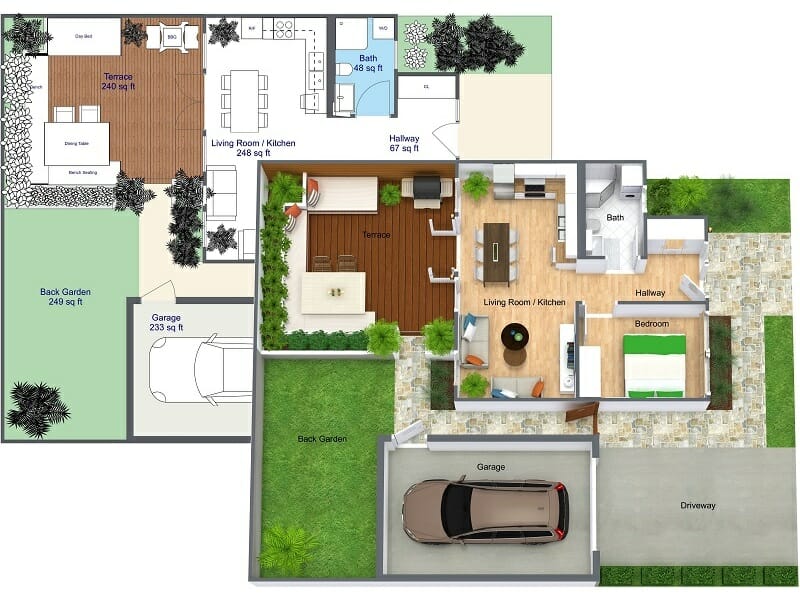 Day Bed
BBQ
R/F
D
W/D
Bath
48 sq ft
Terrace
240 sq ft
Bench
CL
Dining Table
Living Room / Kitchen
248 sq ft
Hallway
67 sq ft
Bench Seating
Back Garden
249 sq ft
Garage
233 sq ft
Terrace
Bath
Living Room / Kitchen
Hallway
Bedroom
Back Garden
Garage
Driveway